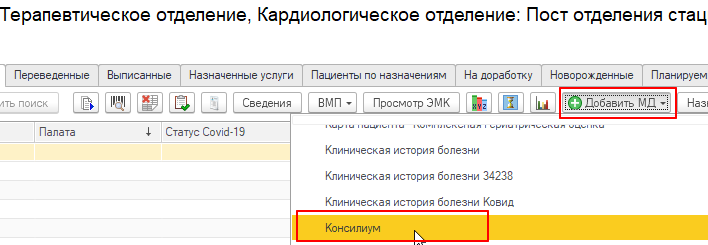 Терапевтическое отделение, Кардиологическое отделение: Пост отделения стац
Переведенные Выписанные Назначенные услуги Пациенты по назначениям На доработку Новорожденные Планируем
ить поиск Сведения ВМП Просмотр ЭМК xyz Добавить МД Назн
Палата Статус Covid-19
Карта пациента - Комплексная гериатрическая оценка
Клиническая история болезни
Клиническая история болезни 34238
Клиническая история болезни Ковид
Консилиум